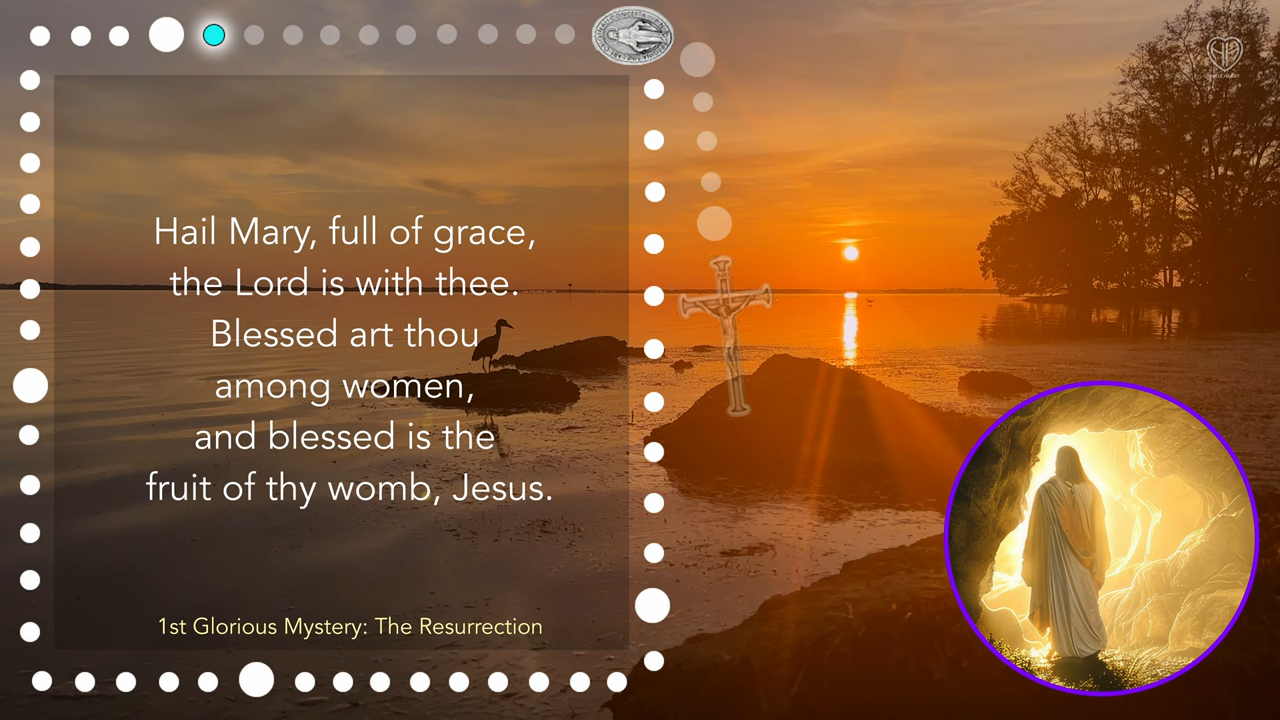 Hail Mary, full of grace,
the Lord is with thee.
Blessed art thou
among women,
and blessed is the
fruit of thy womb, Jesus.
1st Glorious Mystery: The Resurrection